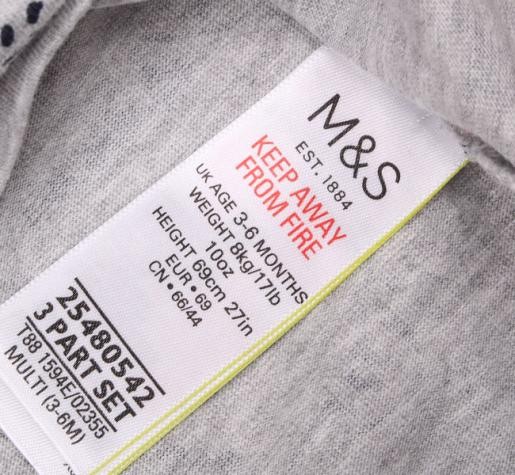 M&S
EST. 1884
KEEP AWAY
FROM FIRE
UK AGE 3-6 MONTHS
WEIGHT 8kg/17lb
10oz
HEIGHT 69cm 27in
EUR • 69
CN • 66/44
25480542
3 PART SET
T88 1594E/02355
MULTI (3-6M)